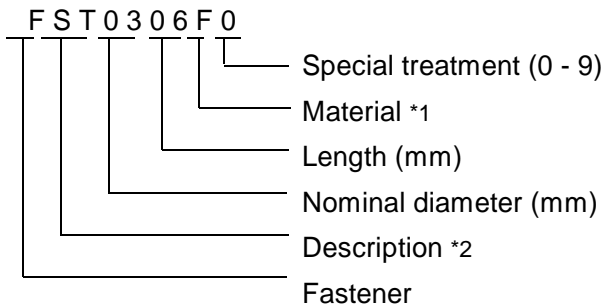 F S T 0 3 0 6 F 0
Special treatment (0 - 9)
Material *1
Length (mm)
Nominal diameter (mm)
Description *2
Fastener